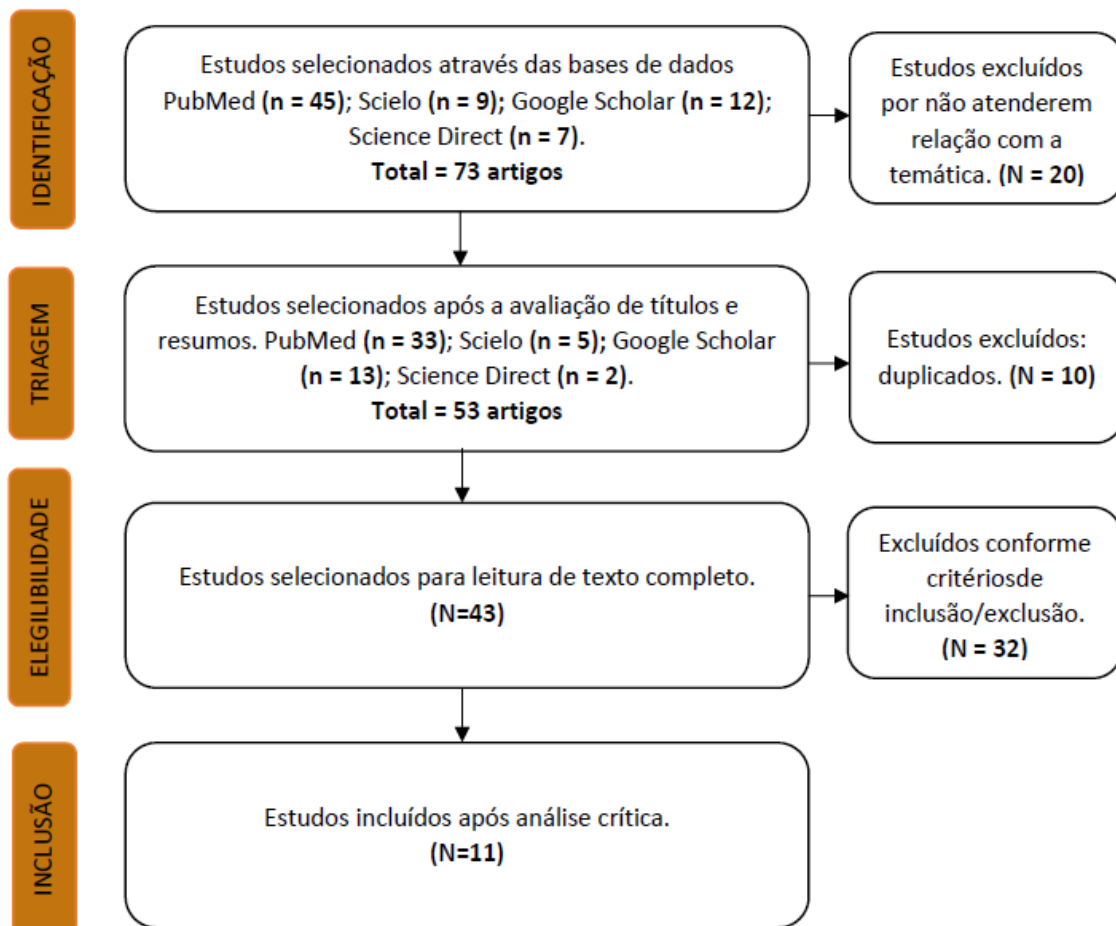 IDENTIFICAÇÃO
Estudos selecionados através das bases de dados
PubMed (n = 45); Scielo (n = 9); Google Scholar (n = 12);
Science Direct (n = 7).
Total = 73 artigos
Estudos excluídos
por não atenderem
relação com a
temática. (N = 20)
TRIAGEM
Estudos selecionados após a avaliação de títulos e
resumos. PubMed (n = 33); Scielo (n = 5); Google Scholar
(n = 13); Science Direct (n = 2).
Total = 53 artigos
Estudos excluídos:
duplicados. (N = 10)
ELEGILIBILIDADE
Estudos selecionados para leitura de texto completo.
(N=43)
Excluídos conforme
critériosde
inclusão/exclusão.
(N = 32)
INCLUSÃO
Estudos incluídos após análise crítica.
(N=11)